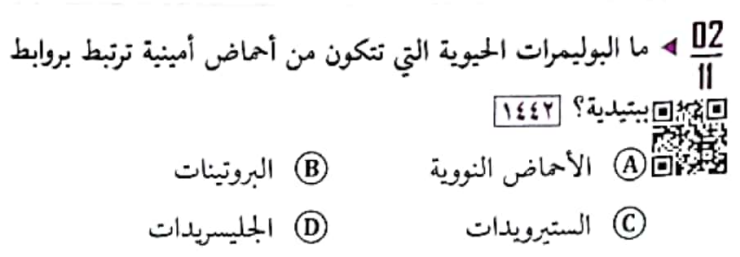 02/11 ◄ ما البوليمرات الحيوية التي تتكون من أحماض أمينية ترتبط بروابط
ببتيدية؟ ١٤٤٢
Ⓐ الأحماض النووية Ⓑ البروتينات
Ⓒ الستيرويدات Ⓓ الجليسريدات